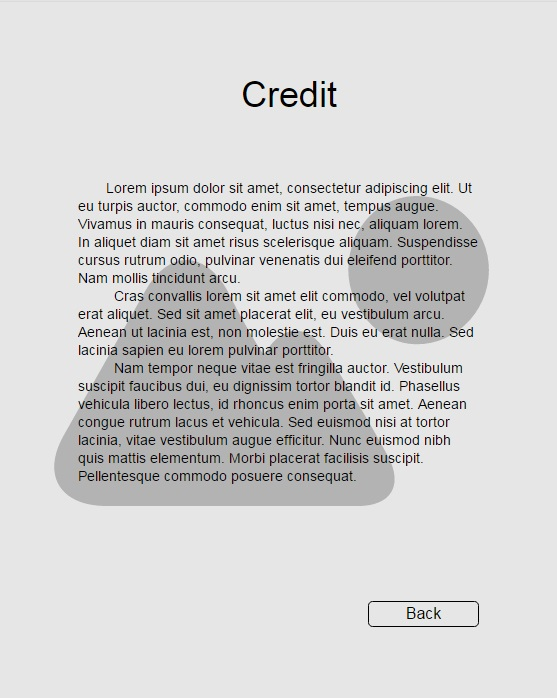 Credit
Lorem ipsum dolor sit amet, consectetur adipiscing elit. Ut
eu turpis auctor, commodo enim sit amet, tempus augue.
Vivamus in mauris consequat, luctus nisi nec, aliquam lorem.
In aliquet diam sit amet risus scelerisque aliquam. Suspendisse
cursus rutrum odio, pulvinar venenatis dui eleifend porttitor.
Nam mollis tincidunt arcu.
Cras convallis lorem sit amet elit commodo, vel volutpat
erat aliquet. Sed sit amet placerat elit, eu vestibulum arcu.
Aenean ut lacinia est, non molestie est. Duis eu erat nulla. Sed
lacinia sapien eu lorem pulvinar porttitor.
Nam tempor neque vitae est fringilla auctor. Vestibulum
suscipit faucibus dui, eu dignissim tortor blandit id. Phasellus
vehicula libero lectus, id rhoncus enim porta sit amet. Aenean
congue rutrum lacus et vehicula. Sed euismod nisi at tortor
lacinia, vitae vestibulum augue efficitur. Nunc euismod nibh
quis mattis elementum. Morbi placerat facilisis suscipit.
Pellentesque commodo posuere consequat.
Back